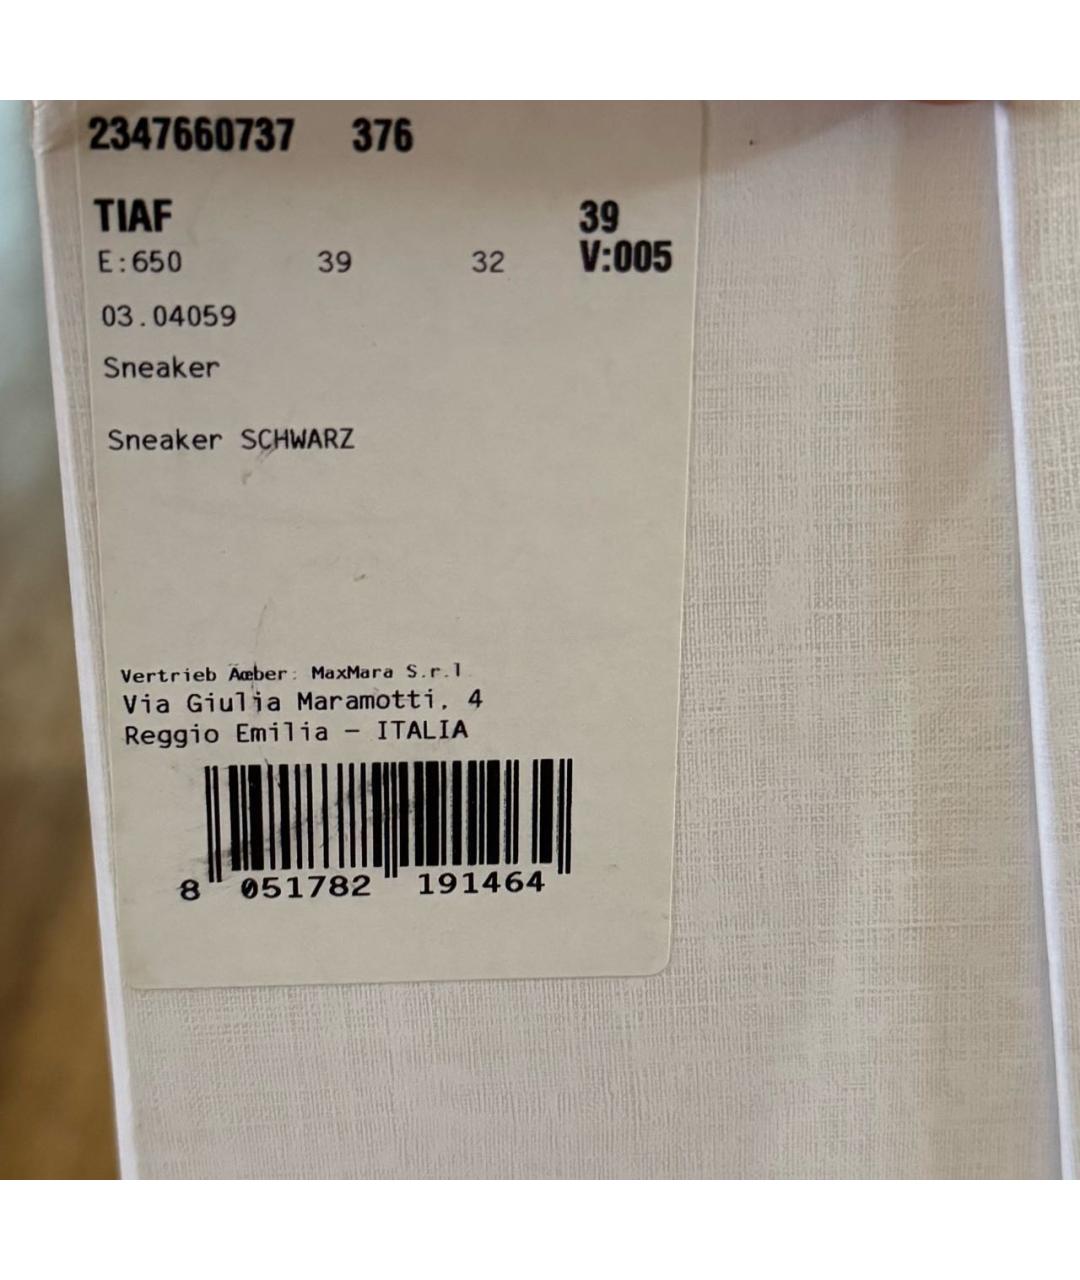 2347660737 376
TIAF 39
E:650 39 32 V:005
03.04059
Sneaker
Sneaker SCHWARZ
Vertrieb Ãœber: MaxMara S.r.l.
Via Giulia Maramotti, 4
Reggio Emilia – ITALIA
8 051782 191464